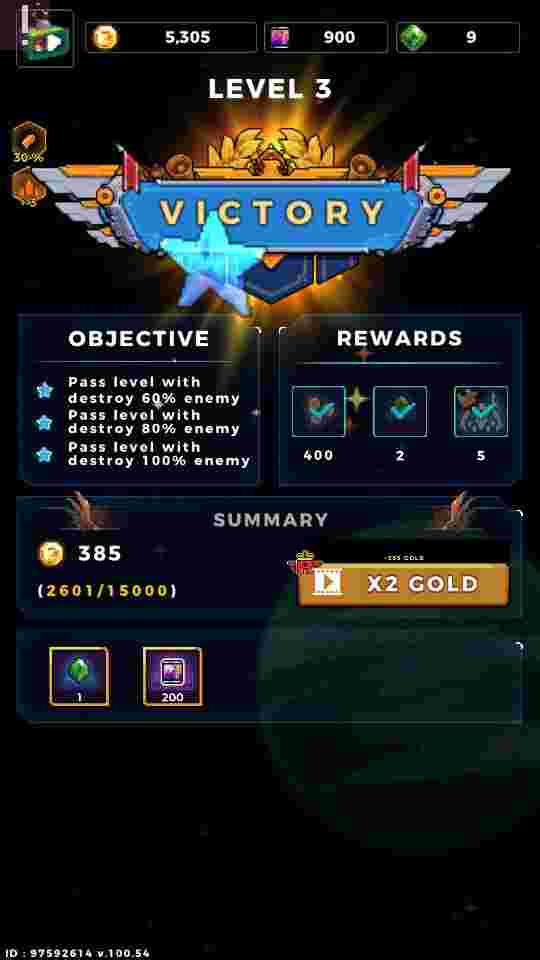 5,305
900
9
LEVEL 3
30-%
VICTORY
OBJECTIVE
Pass level with
destroy 60% enemy
Pass level with
destroy 80% enemy
Pass level with
destroy 100% enemy
REWARDS
400
2
5
SUMMARY
385
(2601/15000)
X2 GOLD
1
200
ID : 97592614 v.100.54